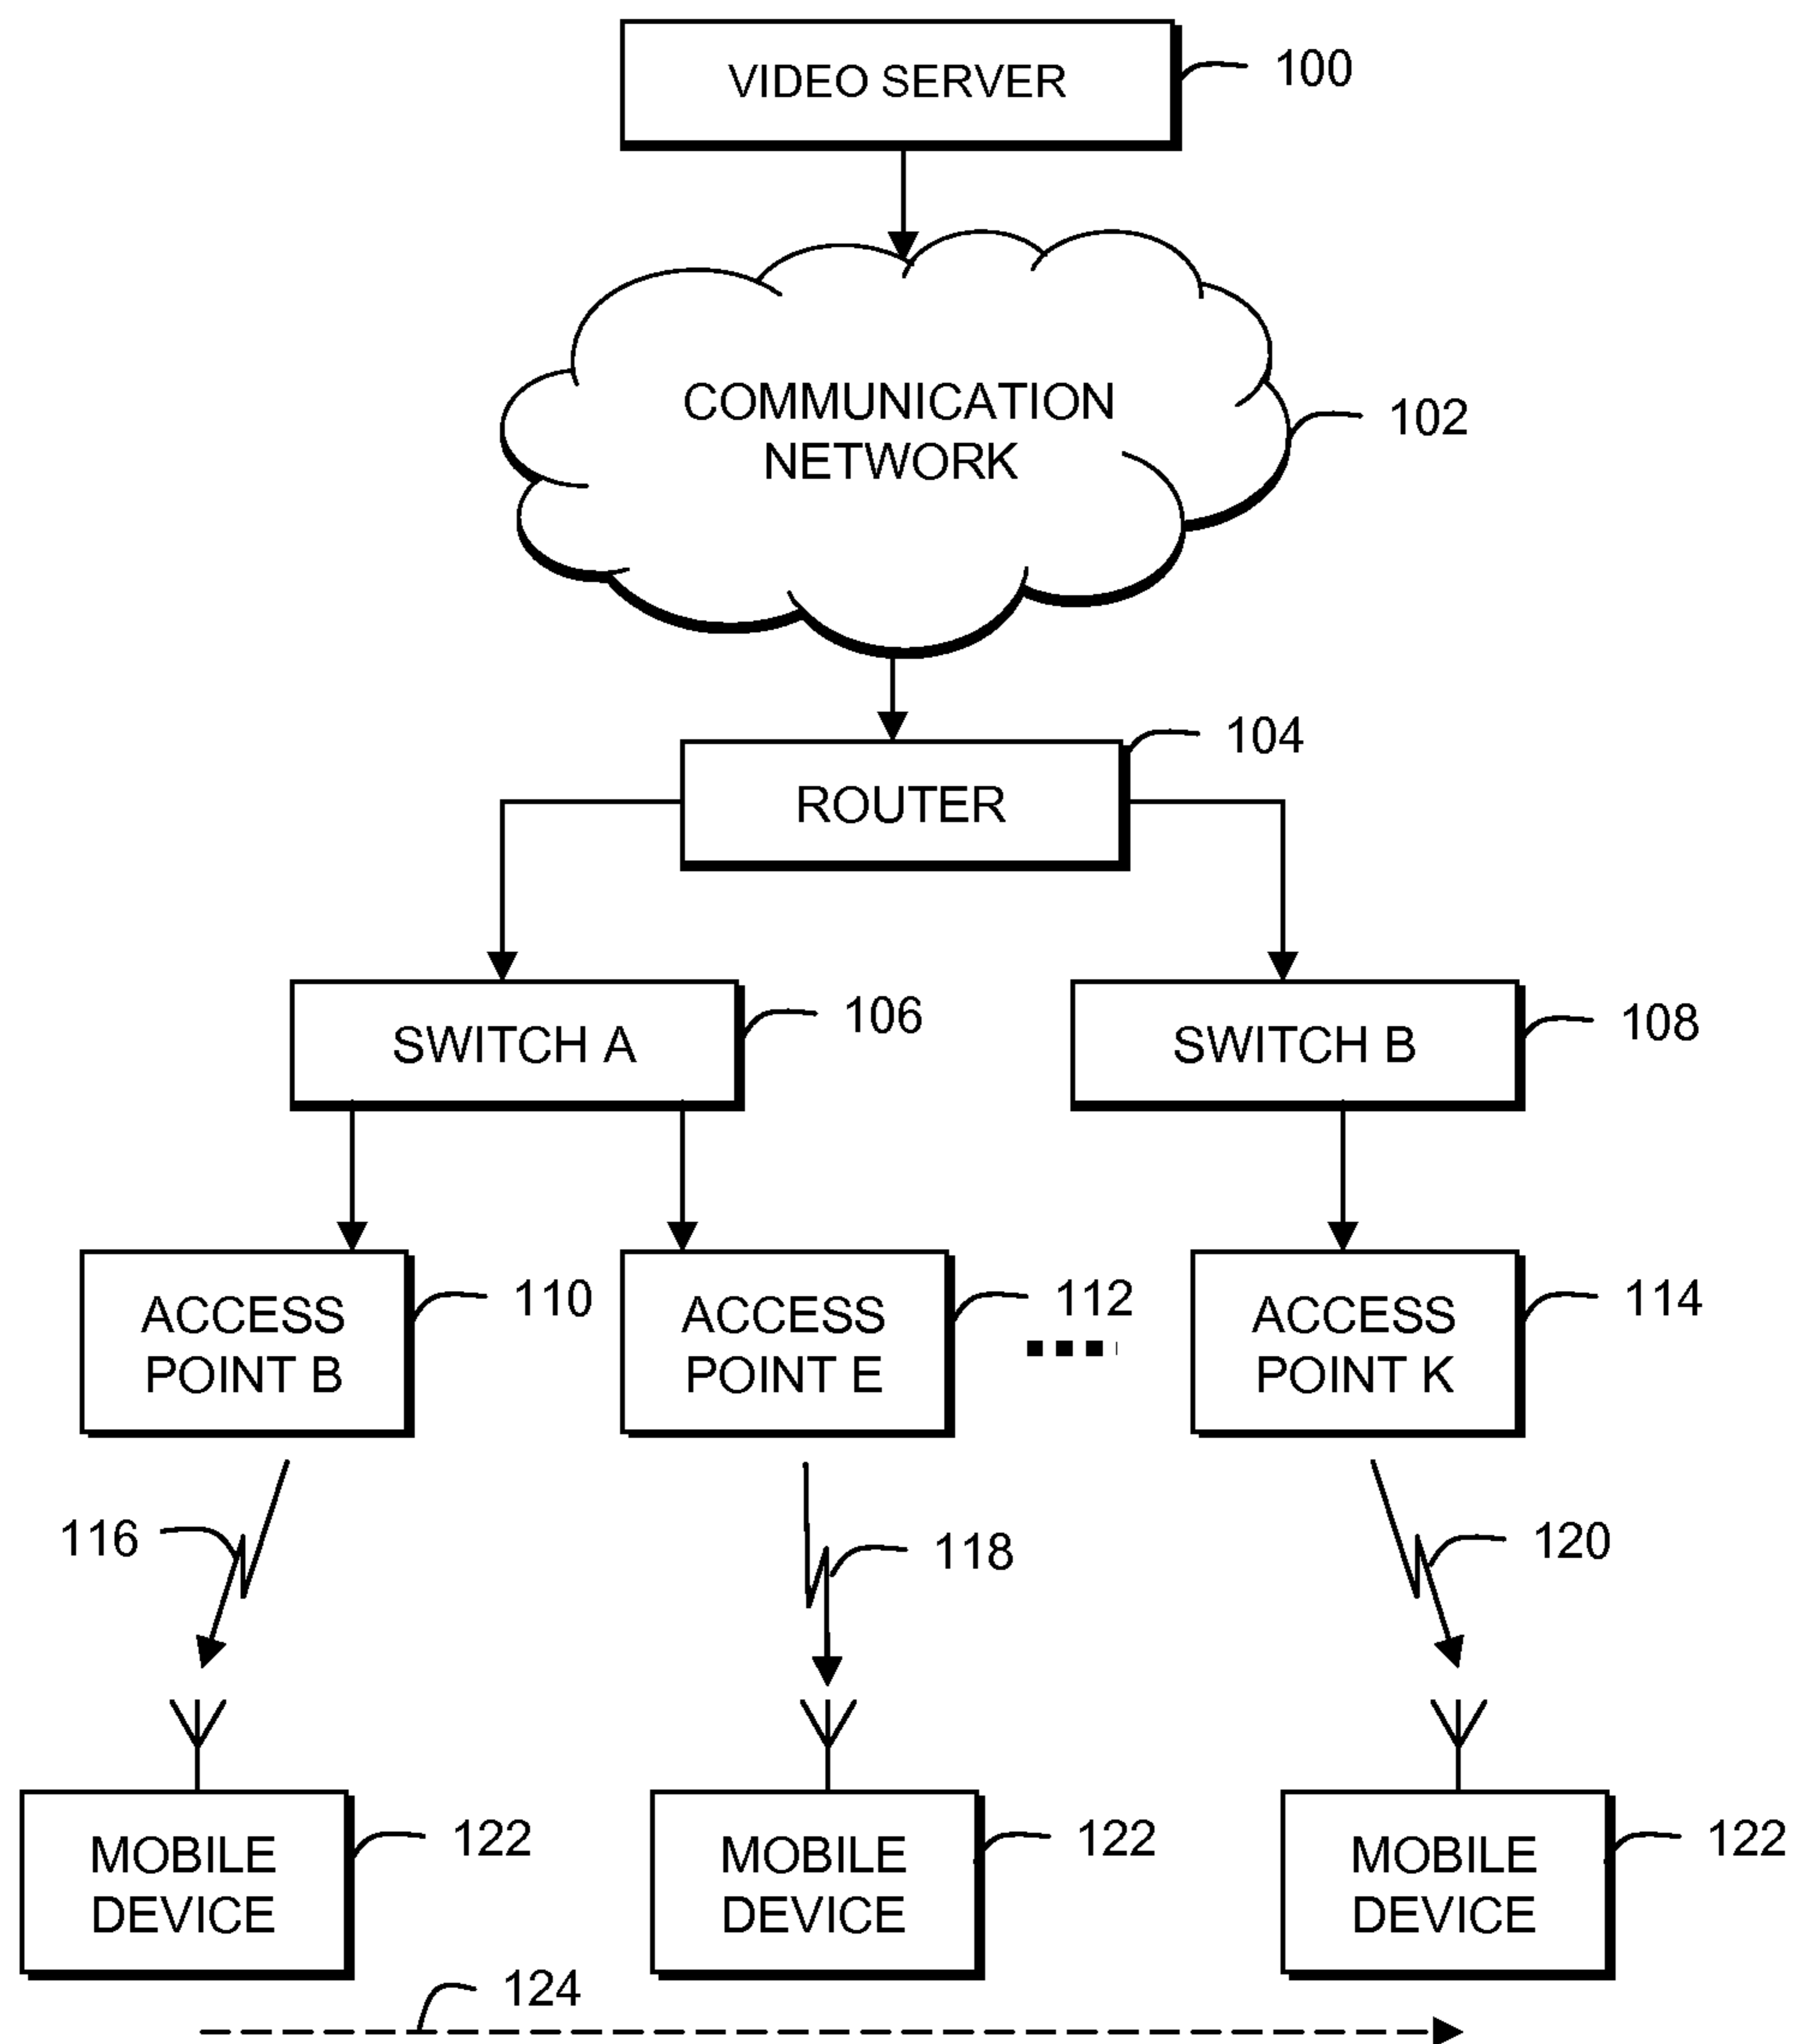 VIDEO SERVER
100
COMMUNICATION
NETWORK
102
104
ROUTER
SWITCH A
106
SWITCH B
108
ACCESS
POINT B
110
ACCESS
POINT E
112
ACCESS
POINT K
114
116
118
120
MOBILE
DEVICE
122
MOBILE
DEVICE
122
MOBILE
DEVICE
122
124